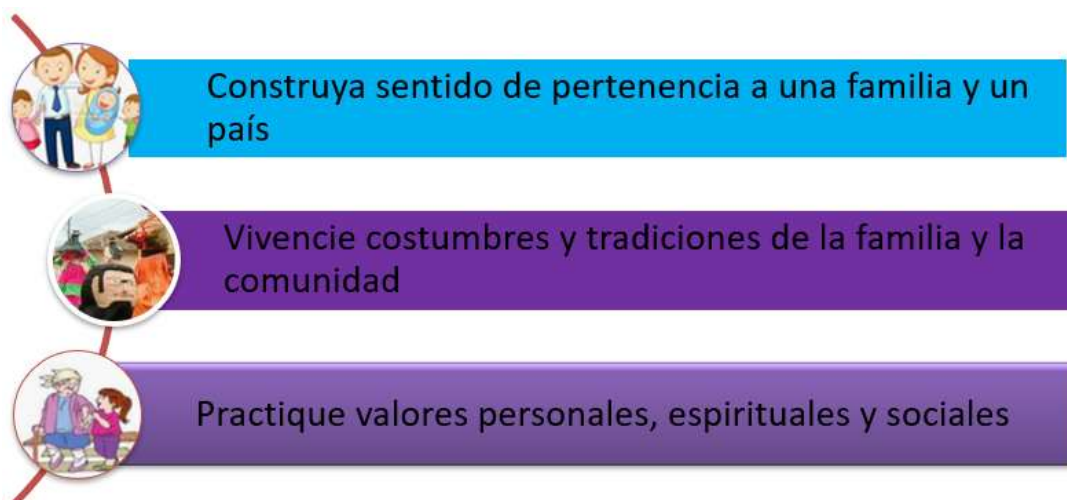 Construya sentido de pertenencia a una familia y un
país
Vivencie costumbres y tradiciones de la familia y la
comunidad
Practique valores personales, espirituales y sociales